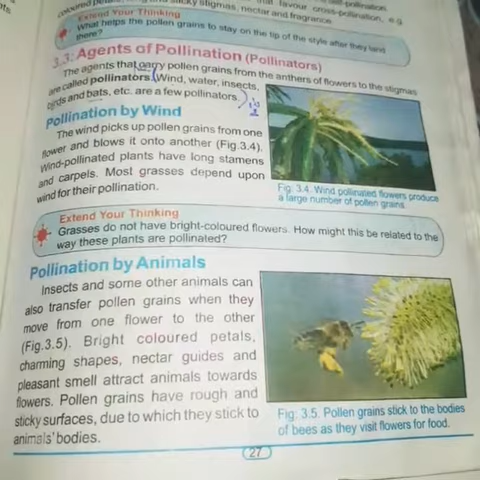 coloured petals,
sticky stigmas, nectar and fragrance.
that favour cross-pollination, e.g.
Extend Your Thinking
What helps the pollen grains to stay on the tip of the style after they land
there?
3.3: Agents of Pollination (Pollinators)
The agents that carry pollen grains from the anthers of flowers to the stigmas
are called pollinators. Wind, water, insects,
birds and bats, etc. are a few pollinators.
Pollination by Wind
The wind picks up pollen grains from one
flower and blows it onto another (Fig.3.4).
Wind-pollinated plants have long stamens
and carpels. Most grasses depend upon
wind for their pollination.
Fig: 3.4. Wind pollinated flowers produce
a large number of pollen grains.
Extend Your Thinking
Grasses do not have bright-coloured flowers. How might this be related to the
way these plants are pollinated?
Pollination by Animals
Insects and some other animals can
also transfer pollen grains when they
move from one flower to the other
(Fig.3.5). Bright coloured petals,
charming shapes, nectar guides and
pleasant smell attract animals towards
flowers. Pollen grains have rough and
sticky surfaces, due to which they stick to
animals' bodies.
Fig: 3.5. Pollen grains stick to the bodies
of bees as they visit flowers for food.
27